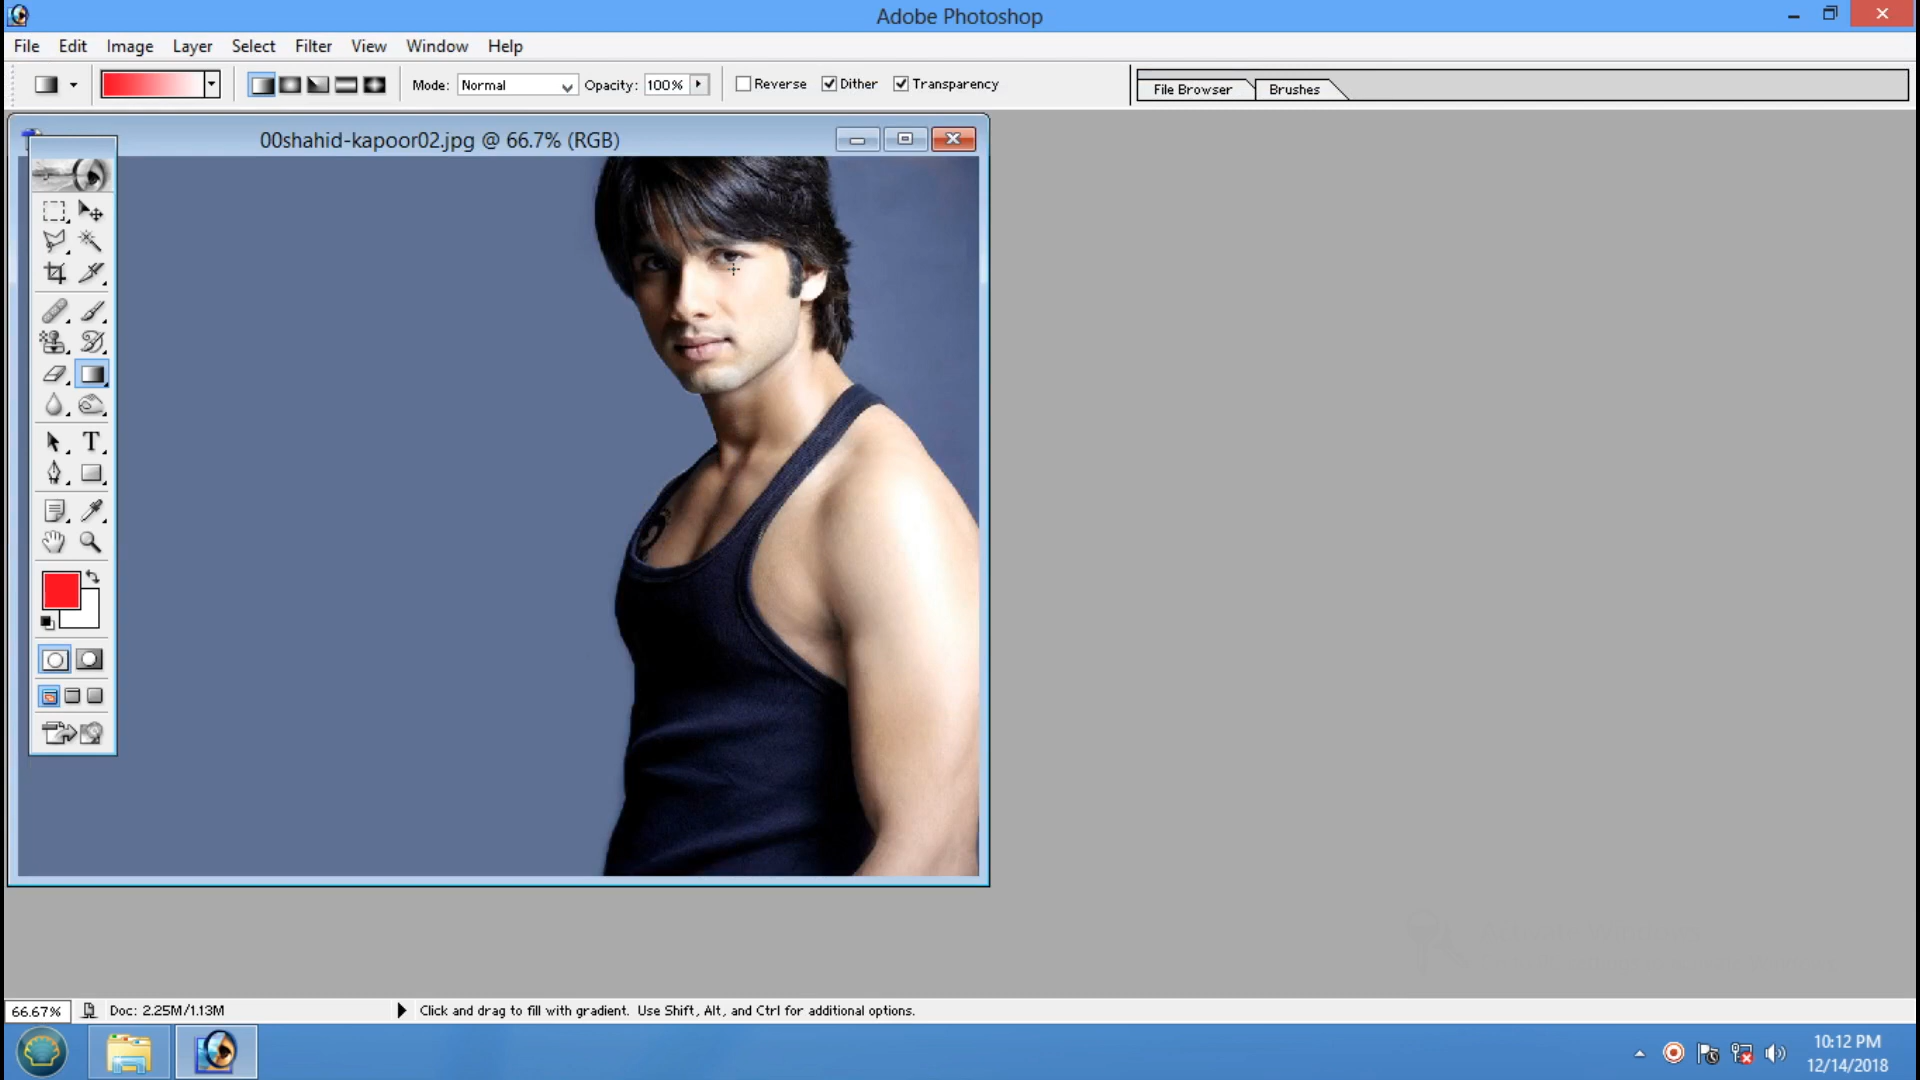 Adobe Photoshop
File Edit Image Layer Select Filter View Window Help
Mode: Normal Opacity: 100% Reverse Dither Transparency File Browser Brushes
00shahid-kapoor02.jpg @ 66.7% (RGB)
T
66.67% Doc: 2.25M/1.13M Click and drag to fill with gradient. Use Shift, Alt, and Ctrl for additional options.
10:12 PM
12/14/2018